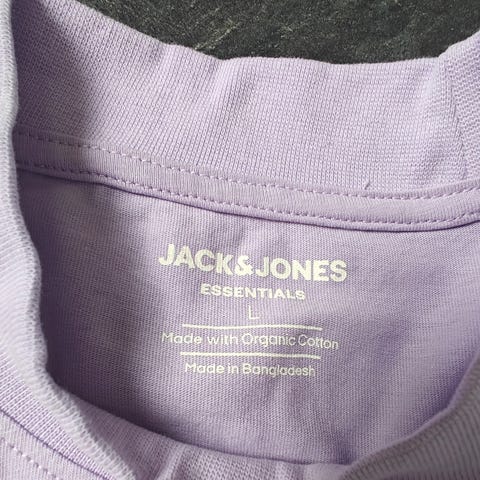 JACK&JONES
ESSENTIALS
L
Made with Organic Cotton
Made in Bangladesh